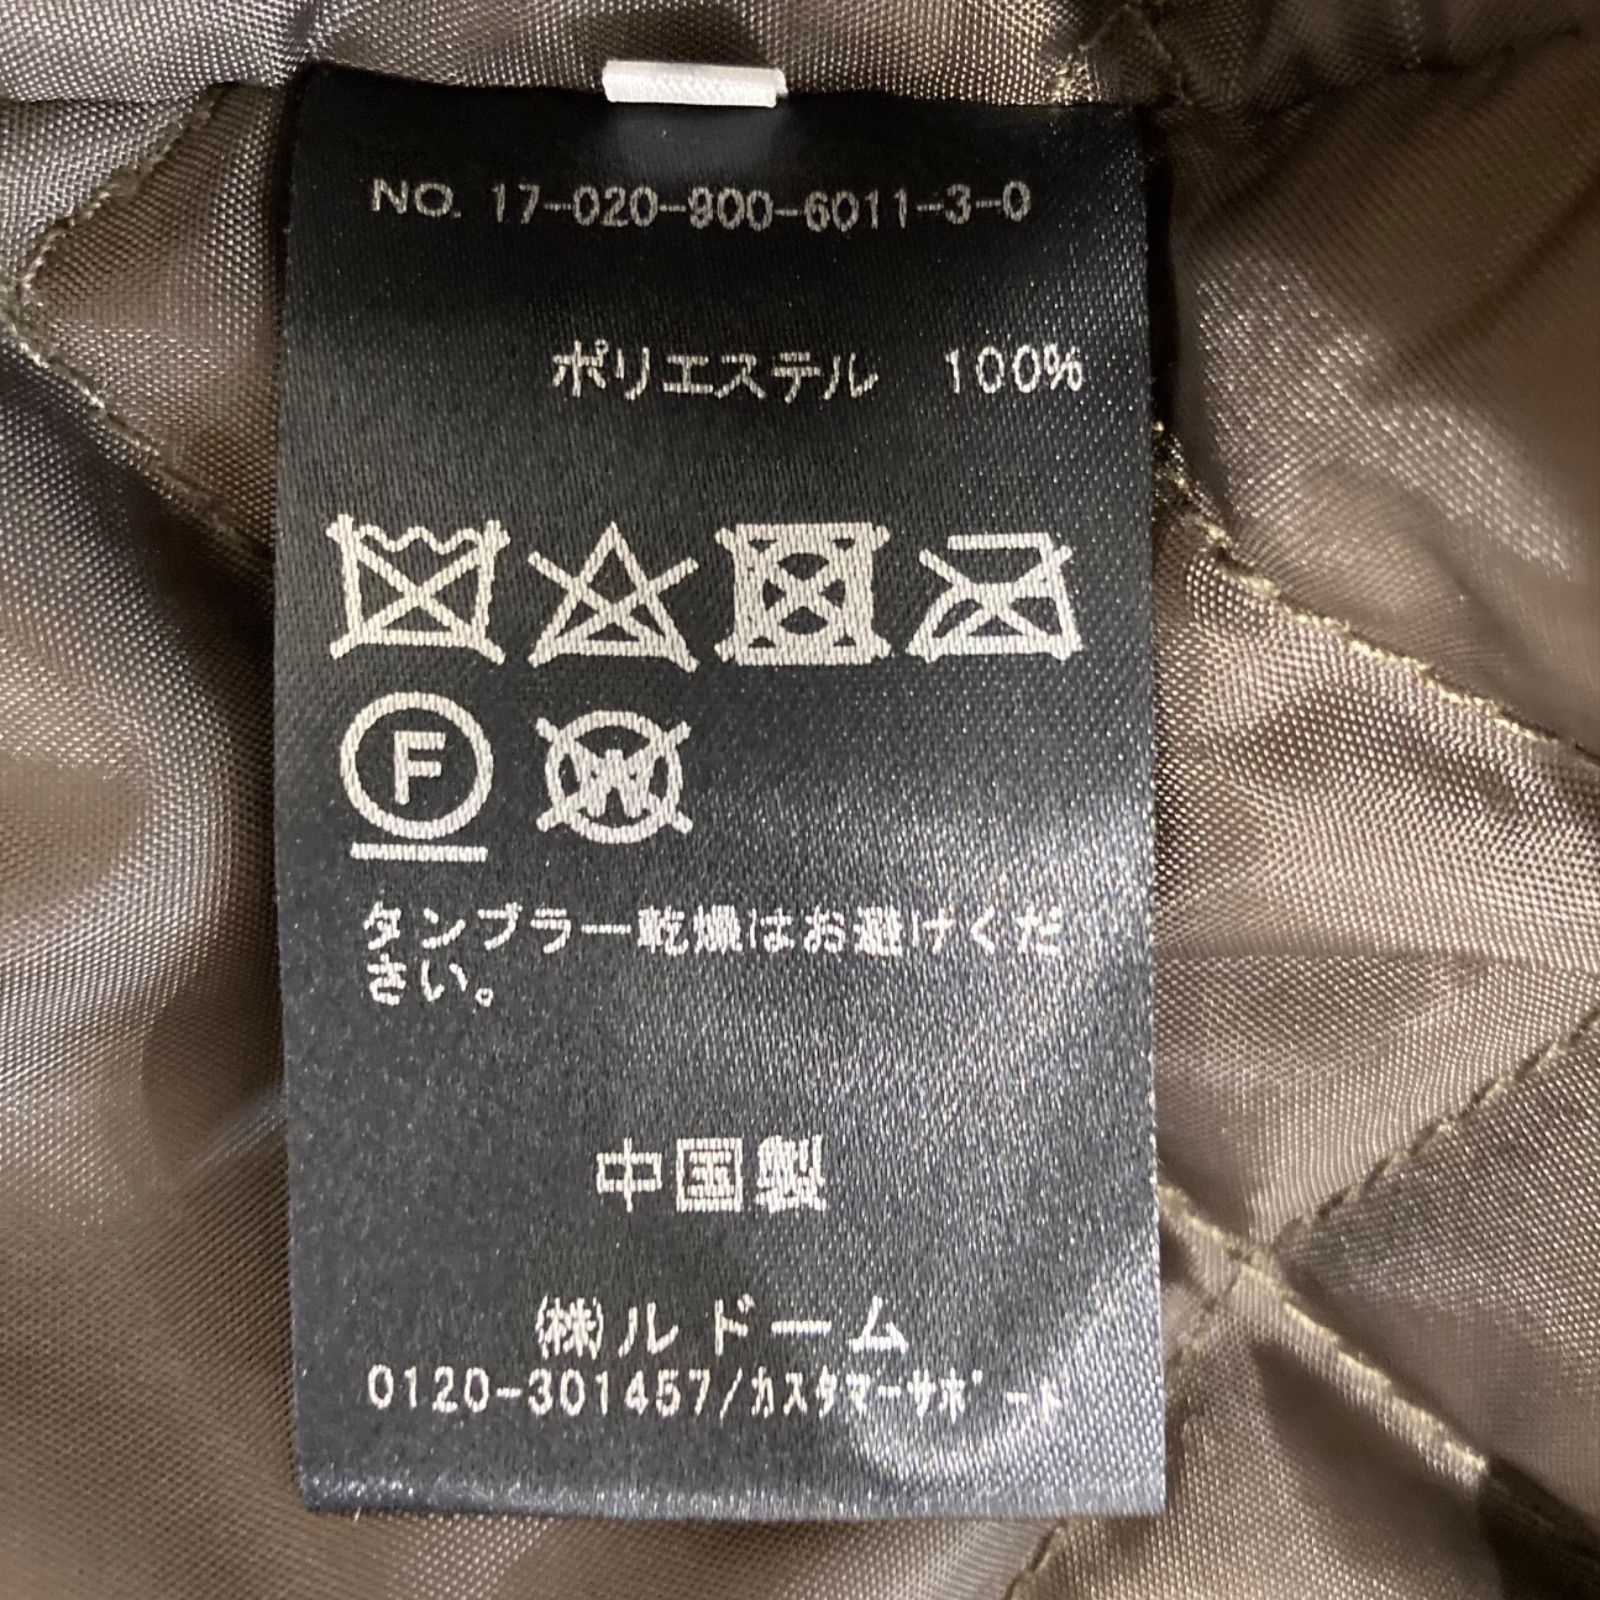 NO. 17-020-900-6011-3-0
ポリエステル 100%
F
W
タンブラー乾燥はお避けくだ
さい。
中国製
(株)ルドーム
0120-301457/ｶｽﾀﾏｰｻﾎﾟｰﾄ